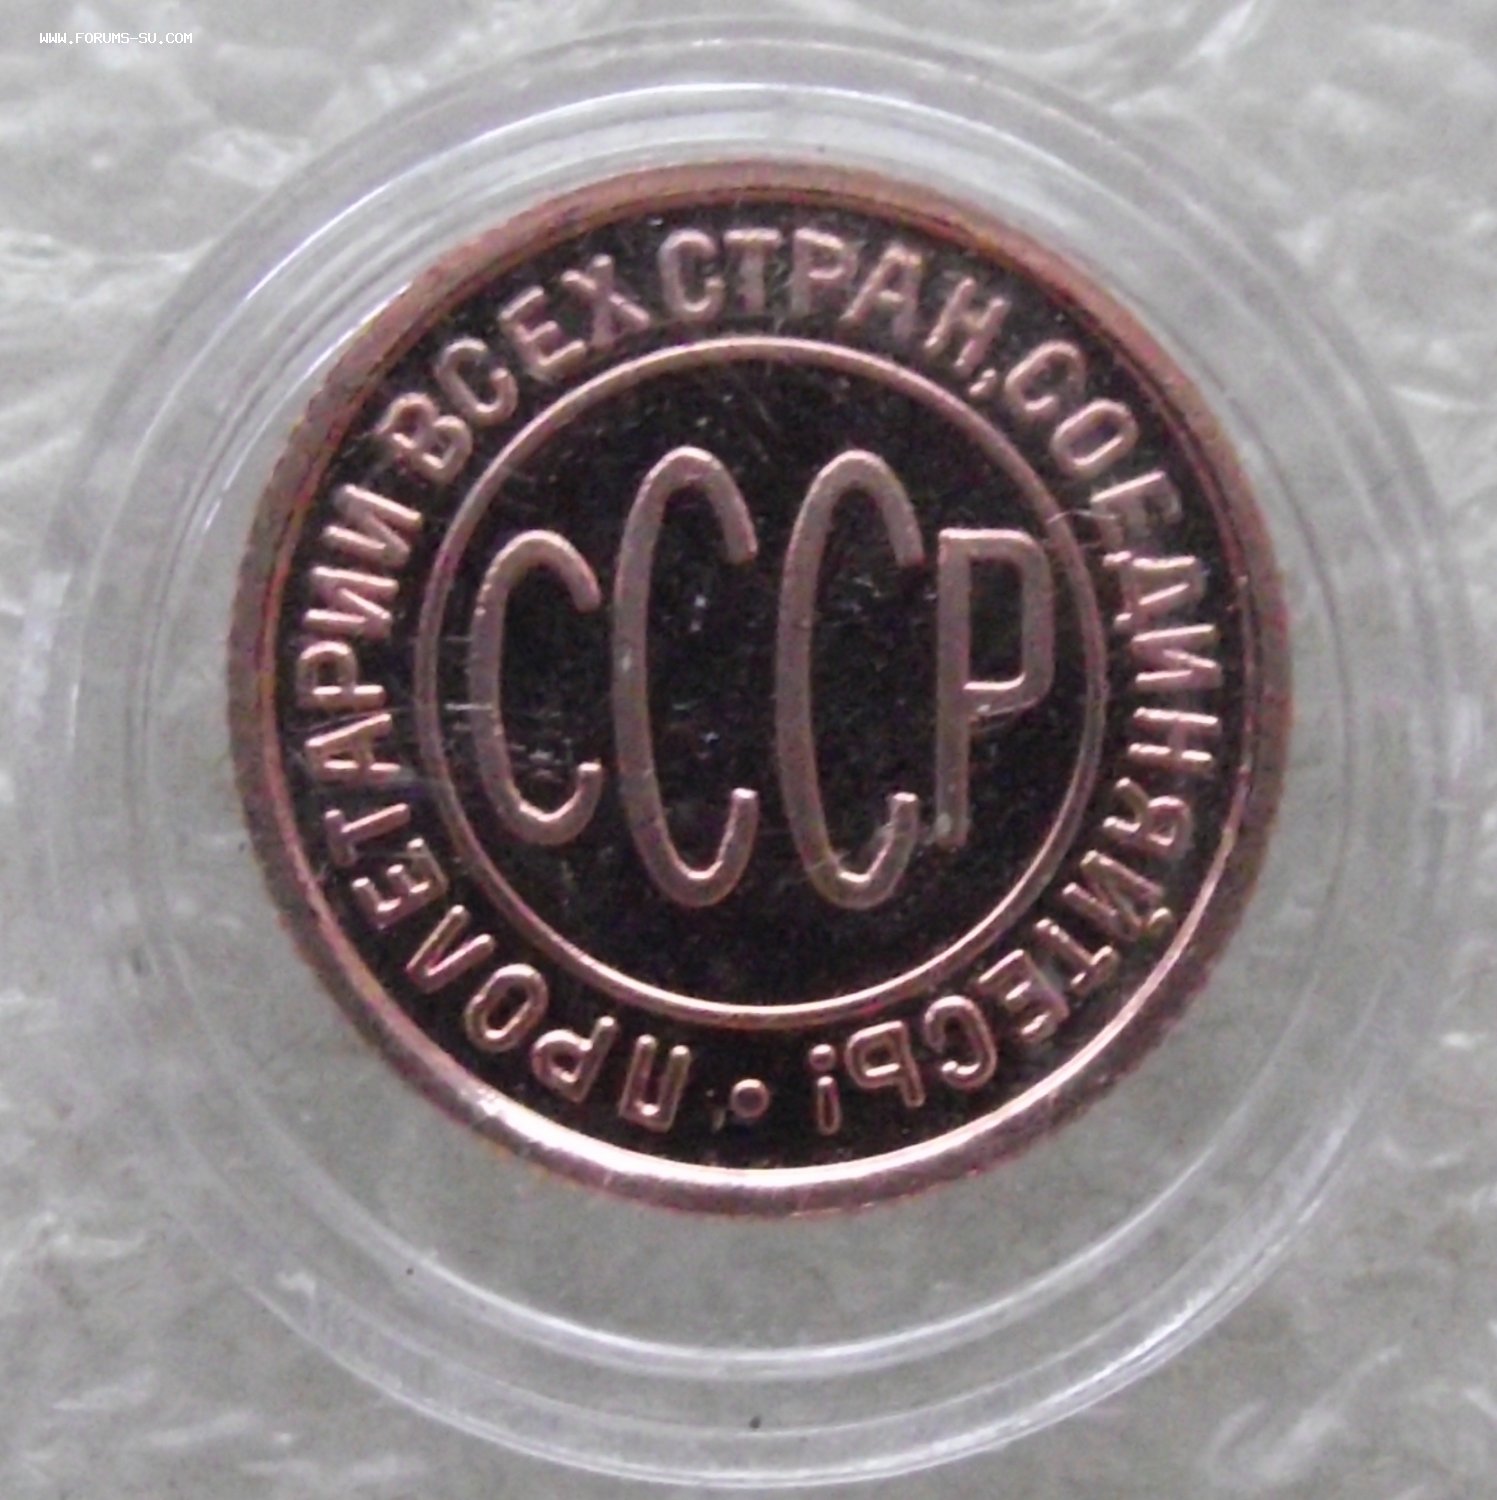 WWW.FORUMS-SU.COM
ПРОЛЕТАРИИ ВСЕХ СТРАН, СОЕДИНЯЙТЕСЬ! •
СССР